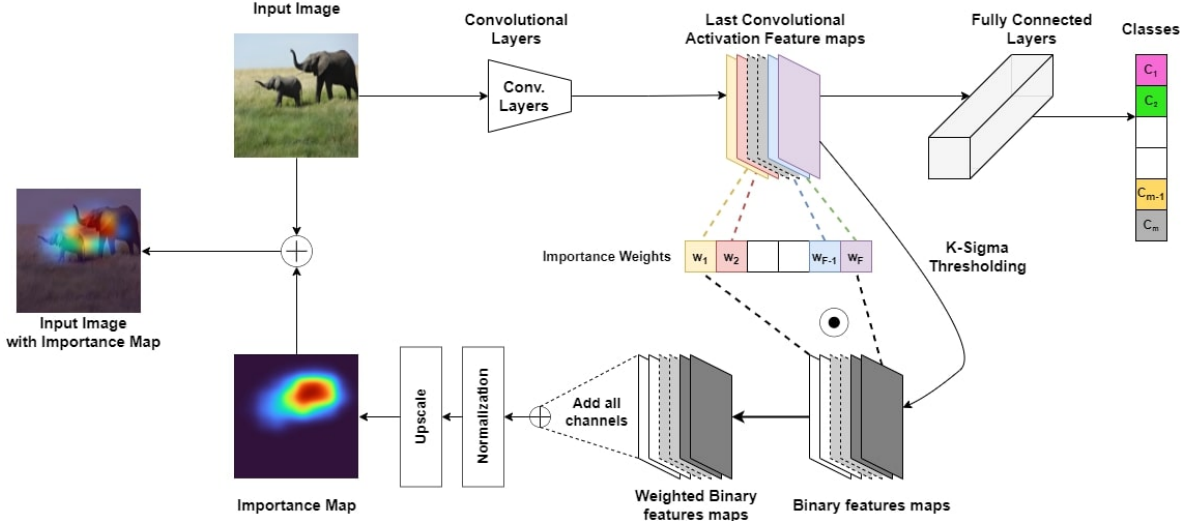 Input Image
Convolutional
Layers
Last Convolutional
Activation Feature maps
Fully Connected
Layers
Classes
Conv.
Layers
C1
C2
Cm-1
Cm
Importance Weights
w1
w2
wF-1
wF
K-Sigma
Thresholding
Input Image
with Importance Map
Upscale
Normalization
Add all
channels
Importance Map
Weighted Binary
features maps
Binary features maps